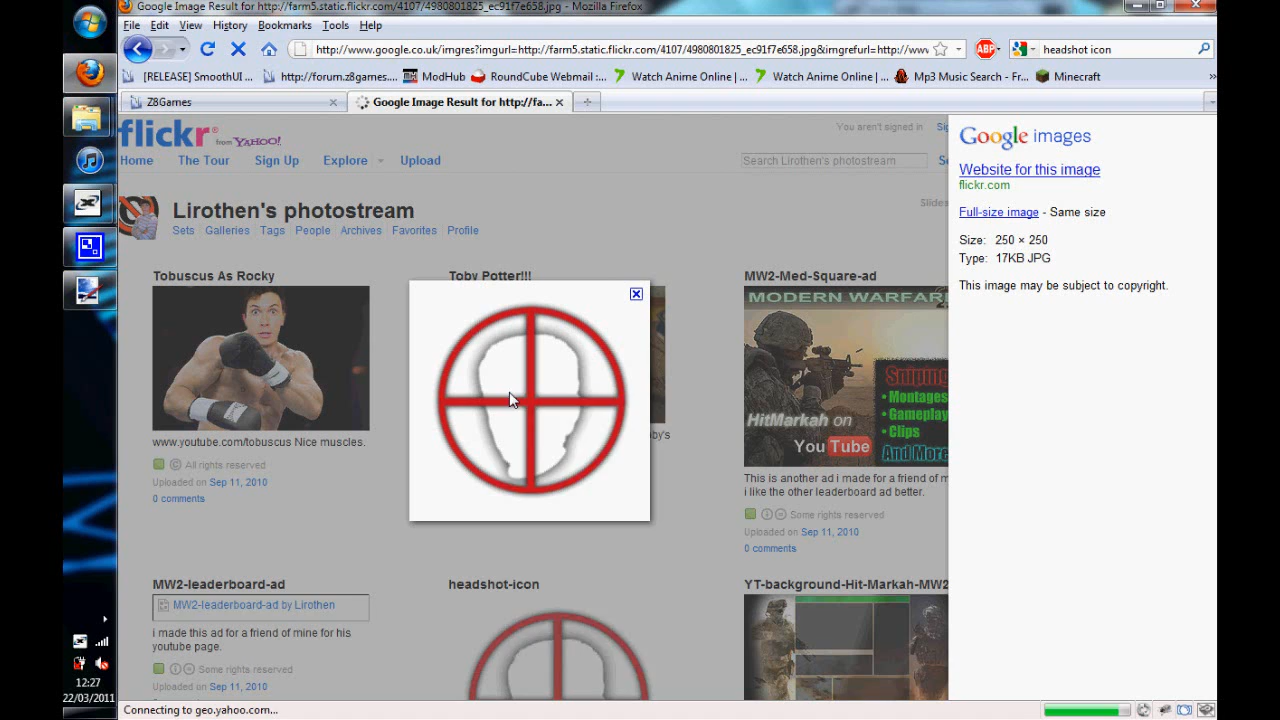 Google Image Result for http://farm5.static.flickr.com/4107/4980801825_ec91f7e658.jpg - Mozilla Firefox
File Edit View History Bookmarks Tools Help
http://www.google.co.uk/imgres?imgurl=http://farm5.static.flickr.com/4107/4980801825_ec91f7e658.jpg&imgrefurl=http://www
ABP
headshot icon
[RELEASE] SmoothUI ... http://forum.z8games... ModHub RoundCube Webmail :... Watch Anime Online | ... Watch Anime Online | ... Mp3 Music Search - Fr... Minecraft
Z8Games
Google Image Result for http://fa...
flickr from YAHOO!
You aren't signed in
Home The Tour Sign Up Explore Upload
Search Lirothen's photostream
Lirothen's photostream
Slides
Sets Galleries Tags People Archives Favorites Profile
Tobuscus As Rocky
www.youtube.com/tobuscus Nice muscles.
© All rights reserved
Uploaded on Sep 11, 2010
0 comments
Toby Potter!!!
by's
MW2-Med-Square-ad
MODERN WARFAR
Sniping
• Montages
• Gameplay
• Clips
And More
HitMarkah on
YouTube
This is another ad i made for a friend of m
i like the other leaderboard ad better.
Some rights reserved
Uploaded on Sep 11, 2010
0 comments
MW2-leaderboard-ad
MW2-leaderboard-ad by Lirothen
i made this ad for a friend of mine for his
youtube page.
Some rights reserved
Uploaded on Sep 11, 2010
headshot-icon
YT-background-Hit-Markah-MW2
Google images
Website for this image
flickr.com
Full-size image - Same size
Size: 250 × 250
Type: 17KB JPG
This image may be subject to copyright.
12:27
22/03/2011
Connecting to geo.yahoo.com...